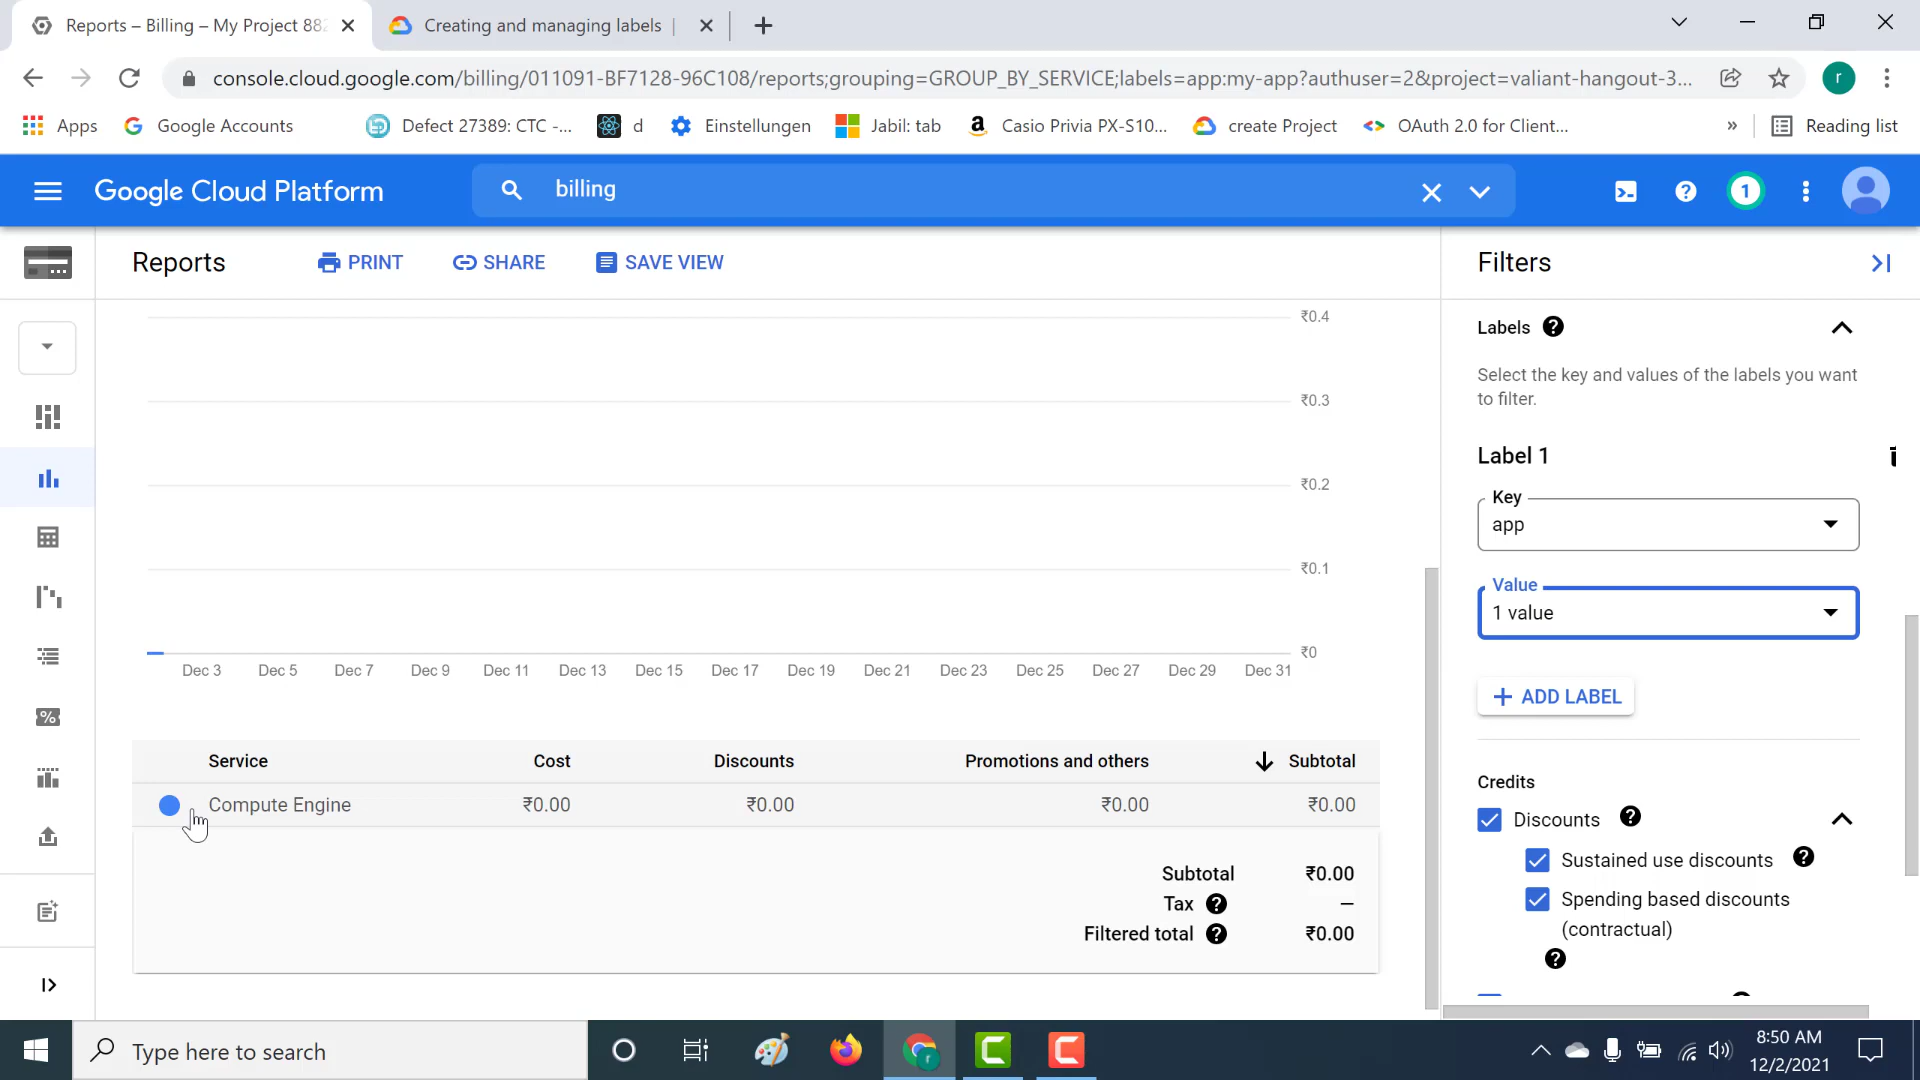 Reports – Billing – My Project 882
Creating and managing labels |
console.cloud.google.com/billing/011091-BF7128-96C108/reports;grouping=GROUP_BY_SERVICE;labels=app:my-app?authuser=2&project=valiant-hangout-3...
r
Apps
Google Accounts
Defect 27389: CTC -...
d
Einstellungen
Jabil: tab
Casio Privia PX-S10...
create Project
OAuth 2.0 for Client...
»
Reading list
Google Cloud Platform
billing
1
Reports
PRINT
SHARE
SAVE VIEW
Filters
₹0.4
₹0.3
₹0.2
₹0.1
₹0
Dec 3 Dec 5 Dec 7 Dec 9 Dec 11 Dec 13 Dec 15 Dec 17 Dec 19 Dec 21 Dec 23 Dec 25 Dec 27 Dec 29 Dec 31
Service Cost Discounts Promotions and others Subtotal
Compute Engine ₹0.00 ₹0.00 ₹0.00 ₹0.00
Subtotal ₹0.00
Tax —
Filtered total ₹0.00
Labels
Select the key and values of the labels you want
to filter.
Label 1
Key
app
Value
1 value
+ ADD LABEL
Credits
Discounts
Sustained use discounts
Spending based discounts
(contractual)
Type here to search
8:50 AM
12/2/2021